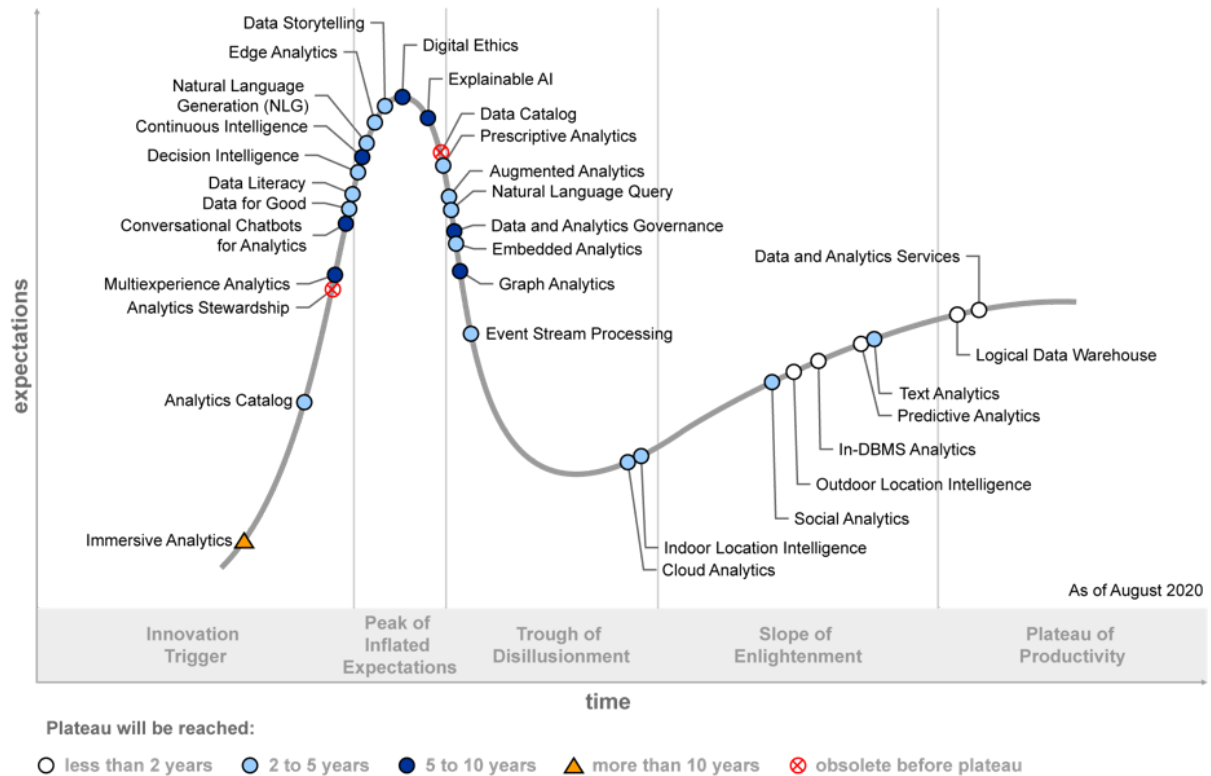 Data Storytelling
Digital Ethics
Edge Analytics
Explainable AI
Natural Language
Generation (NLG)
Data Catalog
Continuous Intelligence
Prescriptive Analytics
Decision Intelligence
Augmented Analytics
Data Literacy
Natural Language Query
Data for Good
Conversational Chatbots
for Analytics
Data and Analytics Governance
Embedded Analytics
Multiexperience Analytics
Graph Analytics
Analytics Stewardship
Event Stream Processing
Analytics Catalog
Immersive Analytics
Data and Analytics Services
Logical Data Warehouse
Text Analytics
Predictive Analytics
In-DBMS Analytics
Outdoor Location Intelligence
Social Analytics
Indoor Location Intelligence
Cloud Analytics
As of August 2020
expectations
Innovation
Trigger
Peak of
Inflated
Expectations
Trough of
Disillusionment
Slope of
Enlightenment
Plateau of
Productivity
time
Plateau will be reached:
less than 2 years
2 to 5 years
5 to 10 years
more than 10 years
obsolete before plateau